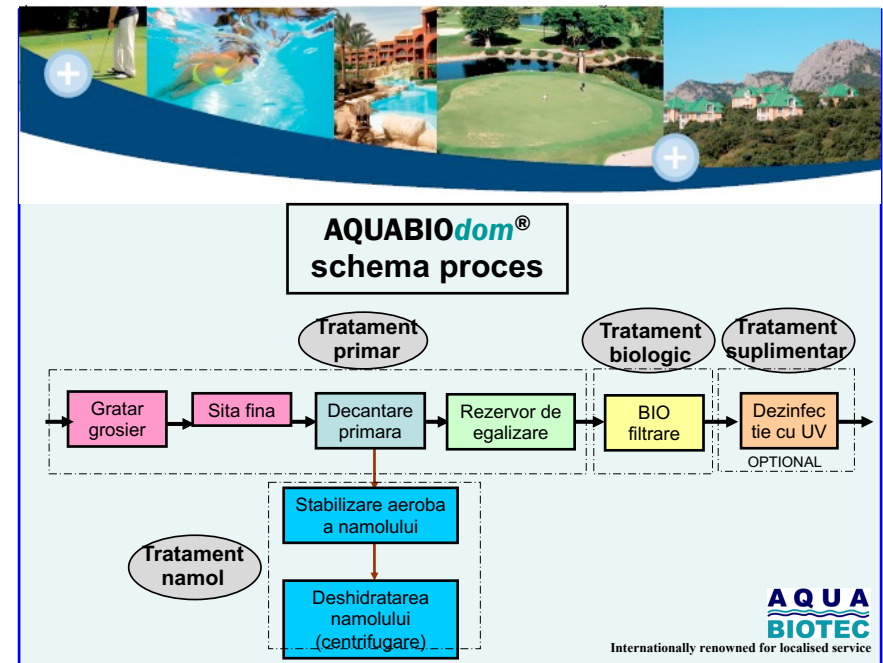 AQUABIOdom®
schema proces
Tratament
primar
Tratament
biologic
Tratament
suplimentar
Gratar
grosier
Sita fina
Decantare
primara
Rezervor de
egalizare
BIO
filtrare
Dezinfec
tie cu UV
OPTIONAL
Stabilizare aeroba
a namolului
Tratament
namol
Deshidratarea
namolului
(centrifugare)
AQUA
BIOTEC
Internationally renowned for localised service